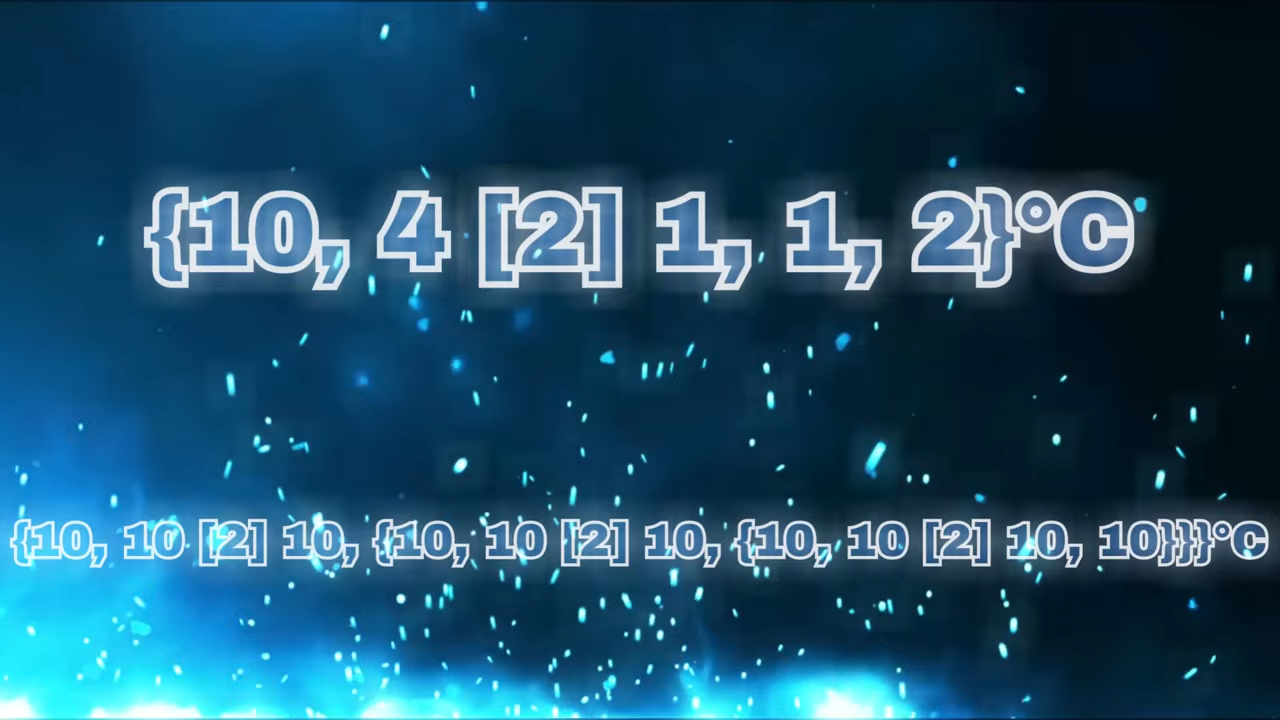 {10, 4 [2] 1, 1, 2}°C
{10, 10 [2] 10, {10, 10 [2] 10, {10, 10 [2] 10, 10}}}°C